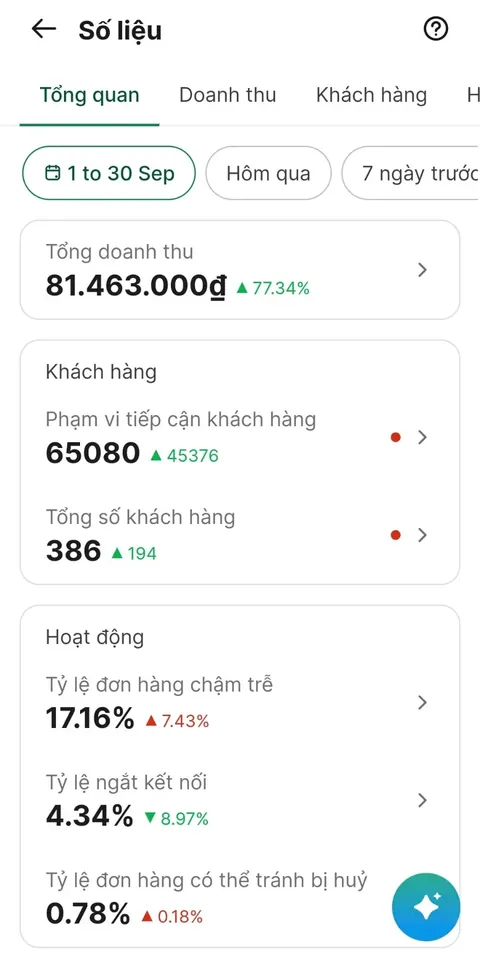 Số liệu
Tổng quan Doanh thu Khách hàng H
1 to 30 Sep Hôm qua 7 ngày trước
Tổng doanh thu
81.463.000₫ ▲ 77.34%
Khách hàng
Phạm vi tiếp cận khách hàng
65080 ▲ 45376
Tổng số khách hàng
386 ▲ 194
Hoạt động
Tỷ lệ đơn hàng chậm trễ
17.16% ▲ 7.43%
Tỷ lệ ngắt kết nối
4.34% ▼ 8.97%
Tỷ lệ đơn hàng có thể tránh bị huỷ
0.78% ▲ 0.18%